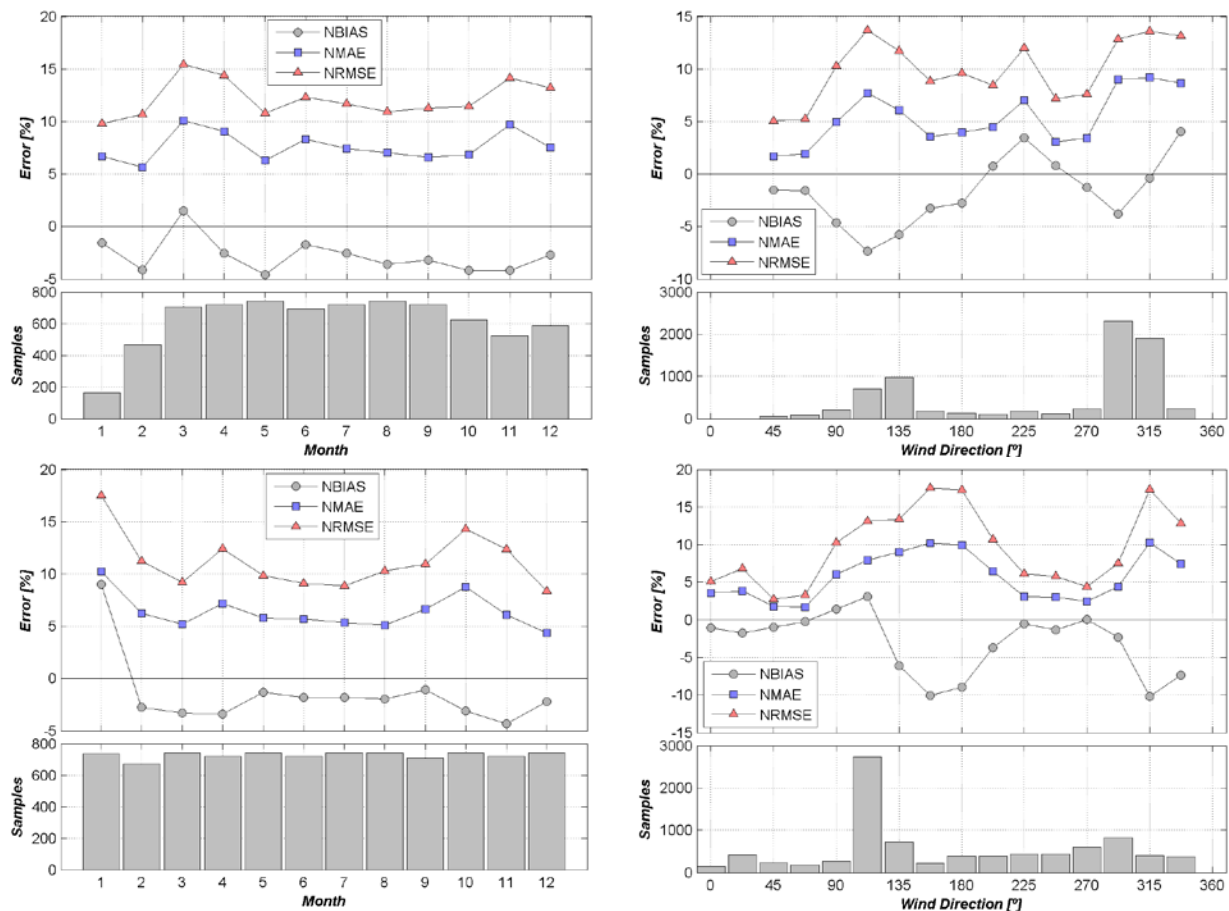 20
15
10
5
0
-5
Error [%]
NBIAS
NMAE
NRMSE
800
600
400
200
0
Samples
1 2 3 4 5 6 7 8 9 10 11 12
Month
15
10
5
0
-5
-10
Error [%]
NBIAS
NMAE
NRMSE
3000
2000
1000
0
Samples
0 45 90 135 180 225 270 315 360
Wind Direction [º]
20
15
10
5
0
-5
Error [%]
NBIAS
NMAE
NRMSE
800
600
400
200
0
Samples
1 2 3 4 5 6 7 8 9 10 11 12
Month
20
15
10
5
0
-5
-10
-15
Error [%]
NBIAS
NMAE
NRMSE
3000
2000
1000
0
Samples
0 45 90 135 180 225 270 315 360
Wind Direction [º]